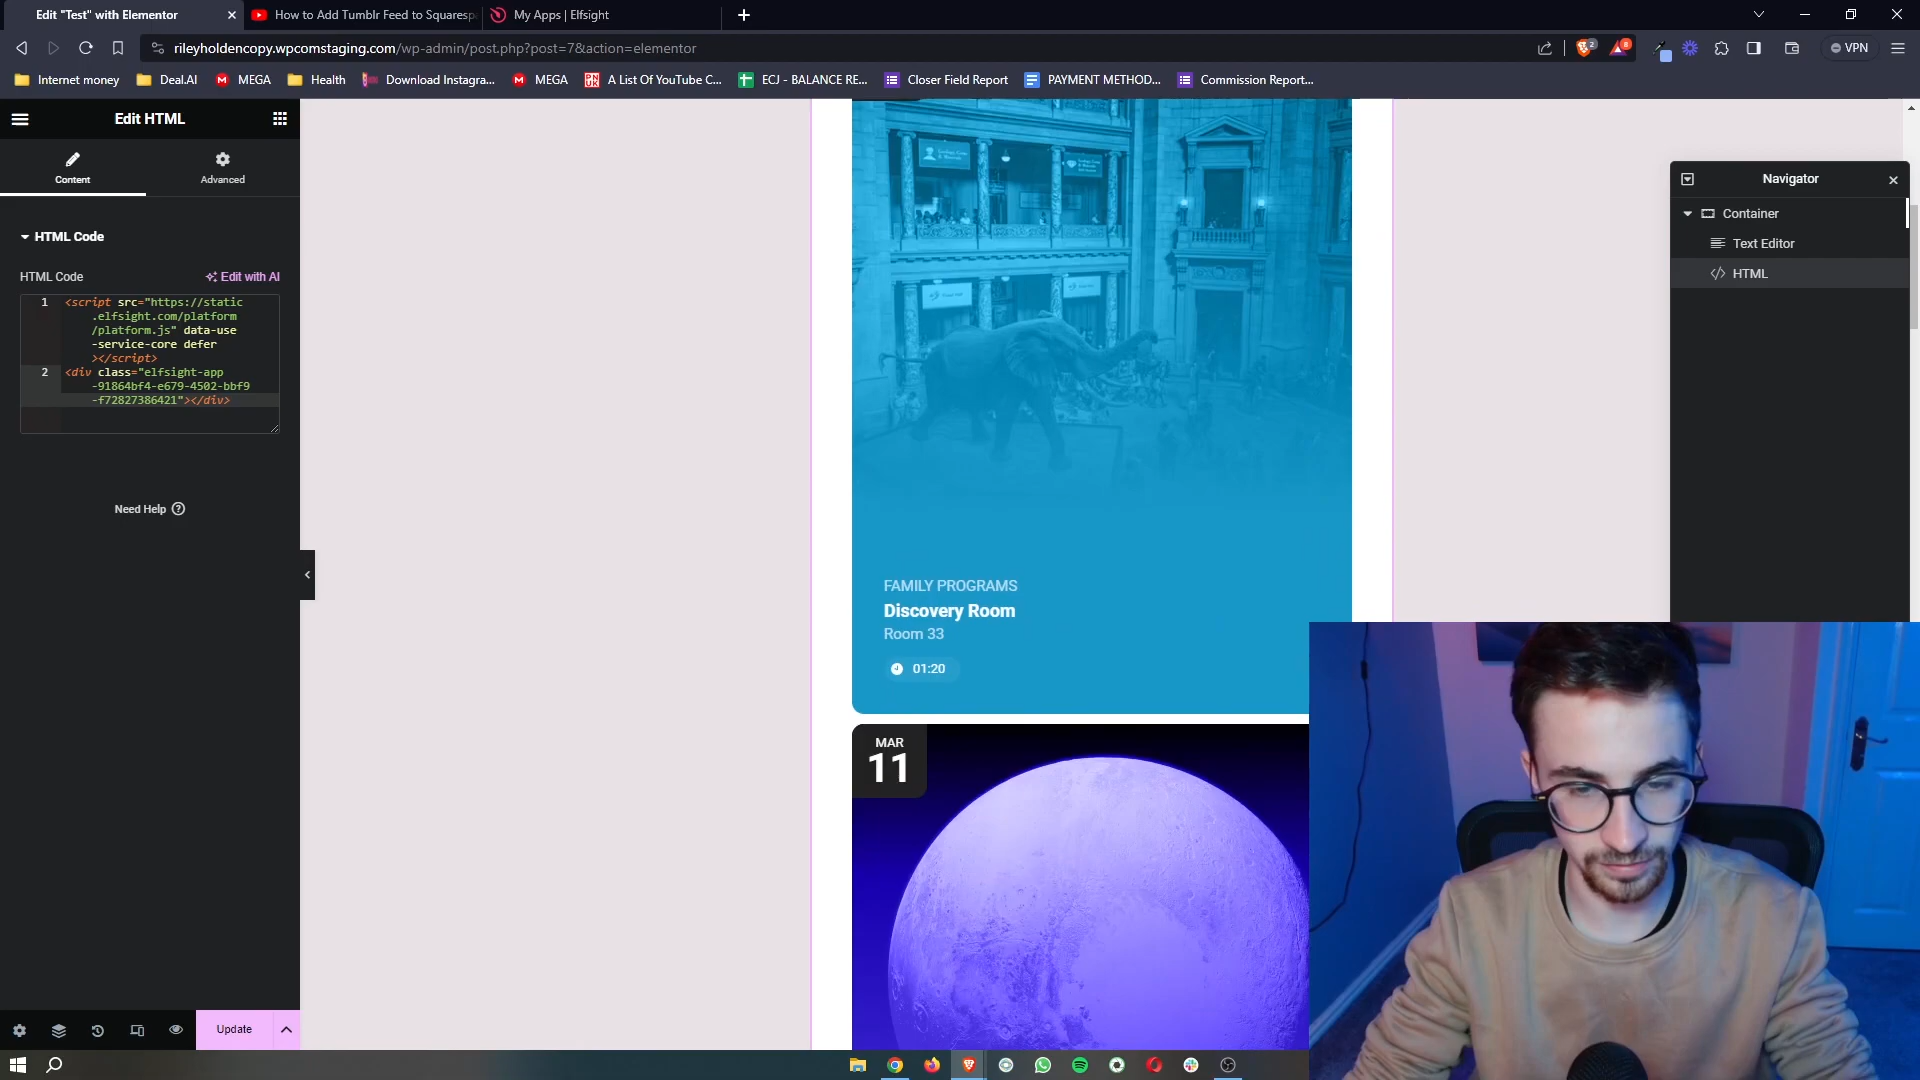 Edit "Test" with Elementor
How to Add Tumblr Feed to Squaresp
My Apps | Elfsight
rileyholdencopy.wpcomstaging.com/wp-admin/post.php?post=7&action=elementor
2
8
VPN
Internet money
Deal.AI
MEGA
Health
Download Instagra...
MEGA
A List Of YouTube C...
ECJ - BALANCE RE...
Closer Field Report
PAYMENT METHOD...
Commission Report...
Edit HTML
Content
Advanced
HTML Code
HTML Code
Edit with AI
1
<script src="https://static
.elfsight.com/platform
/platform.js" data-use
-service-core defer
></script>
2
<div class="elfsight-app
-91864bf4-e679-4502-bbf9
-f72827386421"></div>
Need Help
Update
FAMILY PROGRAMS
Discovery Room
Room 33
01:20
MAR
11
Navigator
Container
Text Editor
HTML